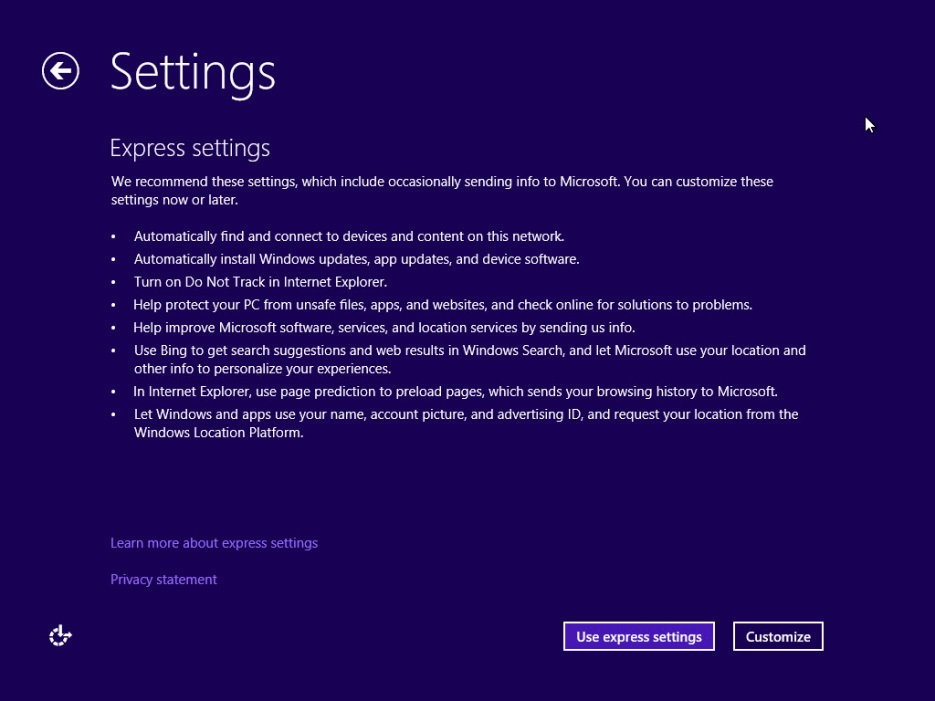 Settings
Express settings
We recommend these settings, which include occasionally sending info to Microsoft. You can customize these
settings now or later.
• Automatically find and connect to devices and content on this network.
• Automatically install Windows updates, app updates, and device software.
• Turn on Do Not Track in Internet Explorer.
• Help protect your PC from unsafe files, apps, and websites, and check online for solutions to problems.
• Help improve Microsoft software, services, and location services by sending us info.
• Use Bing to get search suggestions and web results in Windows Search, and let Microsoft use your location and
other info to personalize your experiences.
• In Internet Explorer, use page prediction to preload pages, which sends your browsing history to Microsoft.
• Let Windows and apps use your name, account picture, and advertising ID, and request your location from the
Windows Location Platform.
Learn more about express settings
Privacy statement
Use express settings
Customize